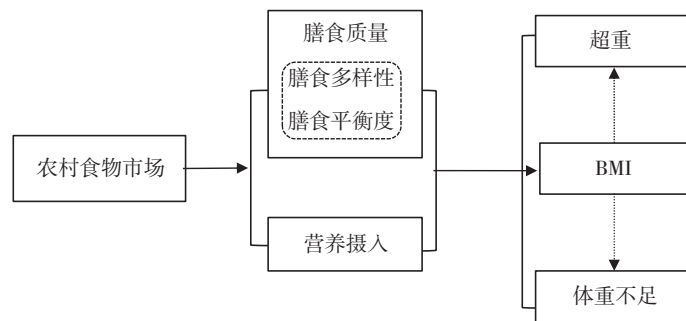 膳食质量
膳食多样性
膳食平衡度
农村食物市场
营养摄入
超重
BMI
体重不足